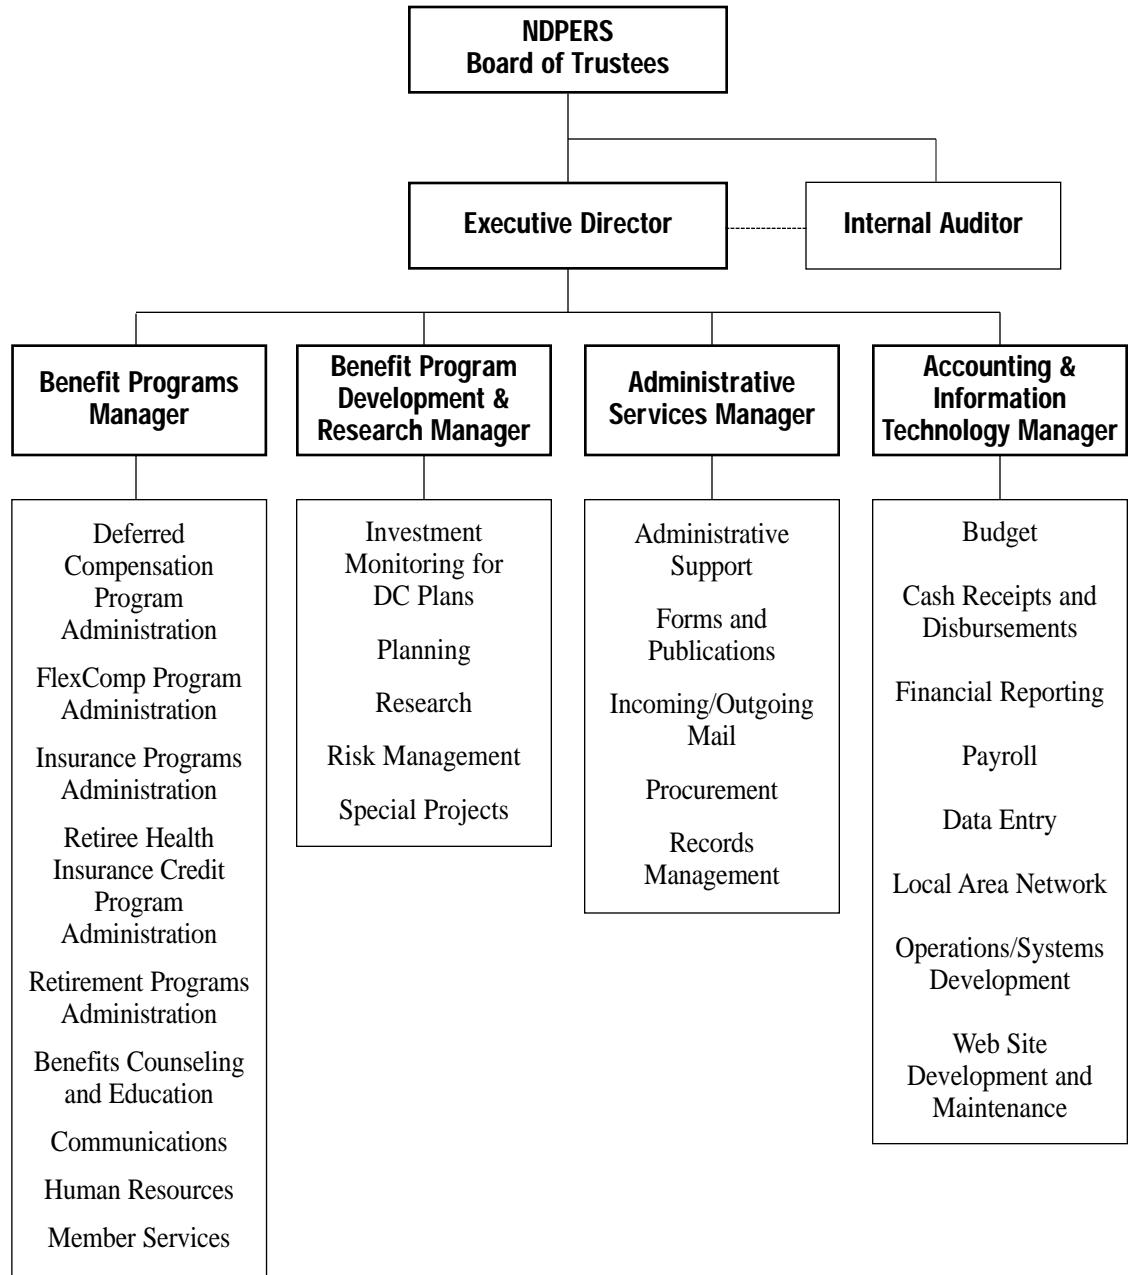 NDPERS
Board of Trustees
Executive Director
Internal Auditor
Benefit Programs
Manager
Benefit Program
Development &
Research Manager
Administrative
Services Manager
Accounting &
Information
Technology Manager
Deferred
Compensation
Program
Administration
FlexComp Program
Administration
Insurance Programs
Administration
Retiree Health
Insurance Credit
Program
Administration
Retirement Programs
Administration
Benefits Counseling
and Education
Communications
Human Resources
Member Services
Investment
Monitoring for
DC Plans
Planning
Research
Risk Management
Special Projects
Administrative
Support
Forms and
Publications
Incoming/Outgoing
Mail
Procurement
Records
Management
Budget
Cash Receipts and
Disbursements
Financial Reporting
Payroll
Data Entry
Local Area Network
Operations/Systems
Development
Web Site
Development and
Maintenance